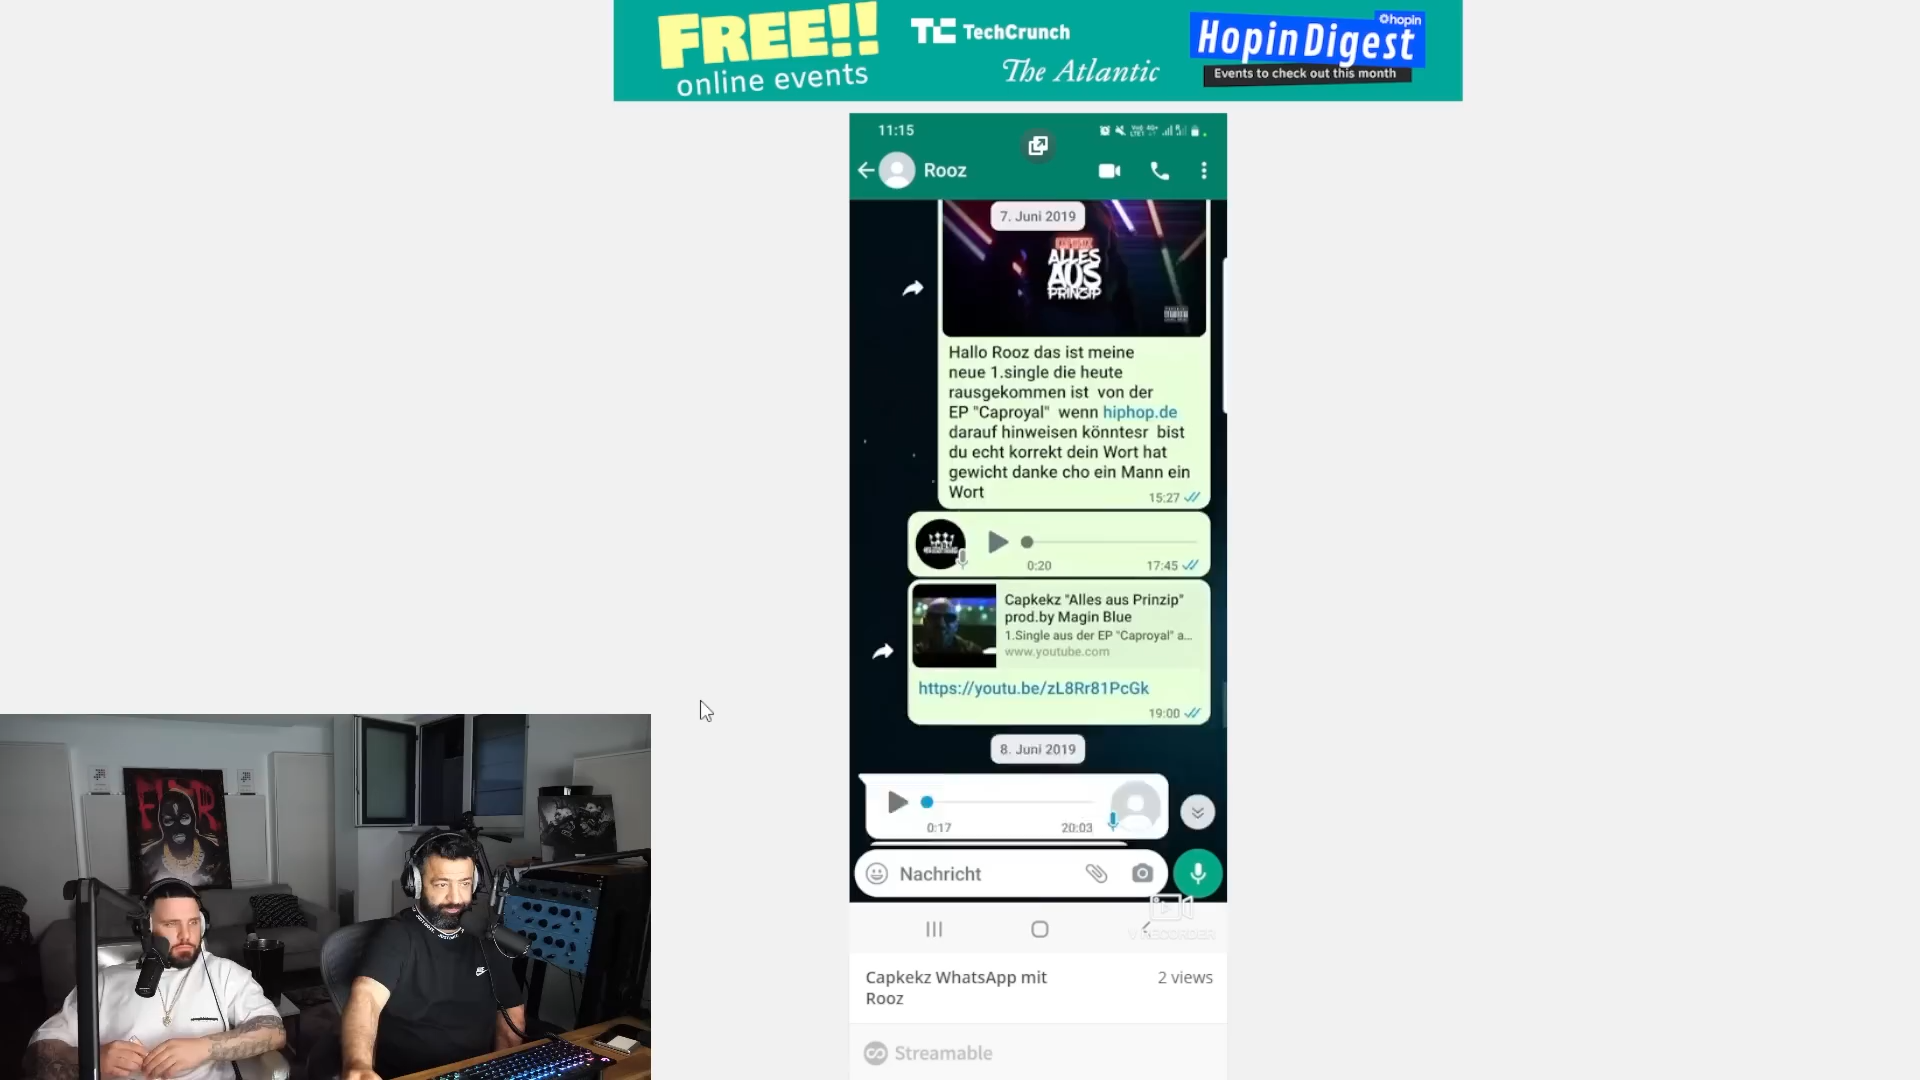 FREE!!
online events
TechCrunch
The Atlantic
hopin
HopinDigest
Events to check out this month
11:15
Rooz
7. Juni 2019
ALLES
AUS
PRINZIP
Hallo Rooz das ist meine
neue 1.single die heute
rausgekommen ist von der
EP "Caproyal" wenn hiphop.de
darauf hinweisen könntesr bist
du echt korrekt dein Wort hat
gewicht danke cho ein Mann ein
Wort
15:27
0:20
17:45
Capkekz "Alles aus Prinzip"
prod.by Magin Blue
1.Single aus der EP "Caproyal" a...
www.youtube.com
https://youtu.be/zL8Rr81PcGk
19:00
8. Juni 2019
0:17
20:03
Nachricht
V RECORDER
Capkekz WhatsApp mit
Rooz
2 views
Streamable